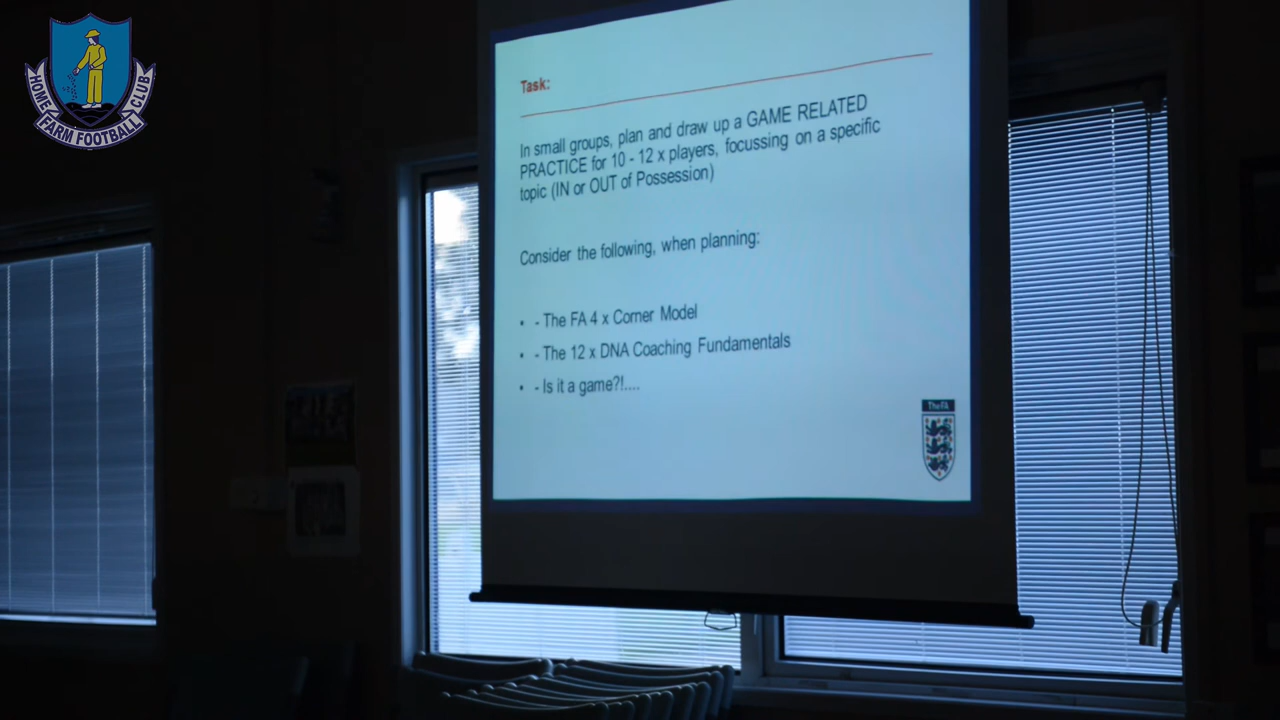 HOME FARM FOOTBALL CLUB
Task:
In small groups, plan and draw up a GAME RELATED
PRACTICE for 10 - 12 x players, focussing on a specific
topic (IN or OUT of Possession)
Consider the following, when planning:
• - The FA 4 x Corner Model
• - The 12 x DNA Coaching Fundamentals
• - Is it a game?!....
The FA